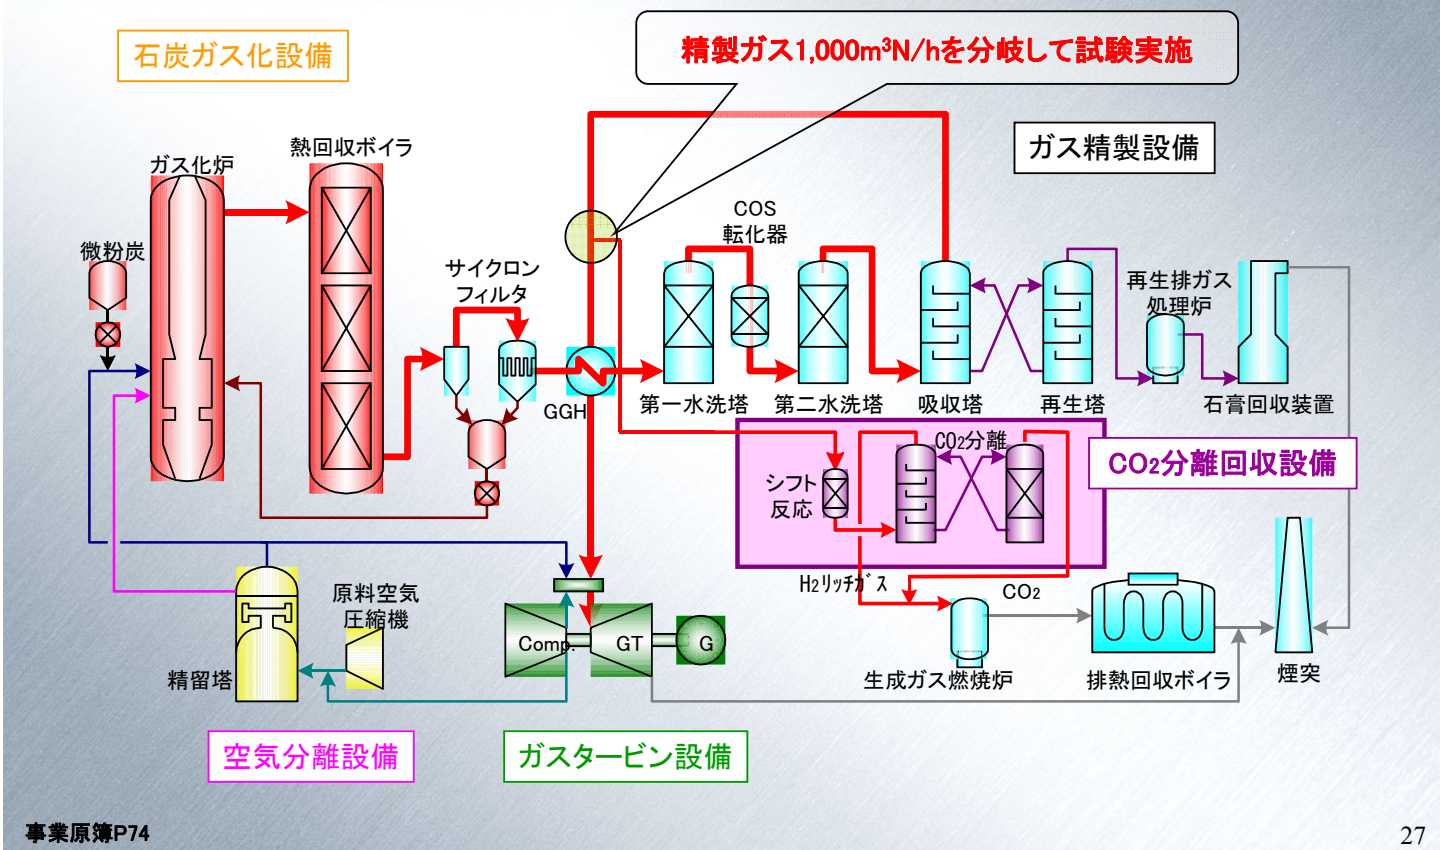 石炭ガス化設備
精製ガス1,000m³N/hを分岐して試験実施
ガス精製設備
ガス化炉
熱回収ボイラ
微粉炭
サイクロン
フィルタ
COS
転化器
再生排ガス
処理炉
GGH
第一水洗塔
第二水洗塔
吸収塔
再生塔
石膏回収装置
CO₂分離
シフト
反応
CO₂分離回収設備
H₂リッチガス
CO₂
原料空気
圧縮機
精留塔
Comp.
GT
G
生成ガス燃焼炉
排熱回収ボイラ
煙突
空気分離設備
ガスタービン設備
事業原簿P74
27